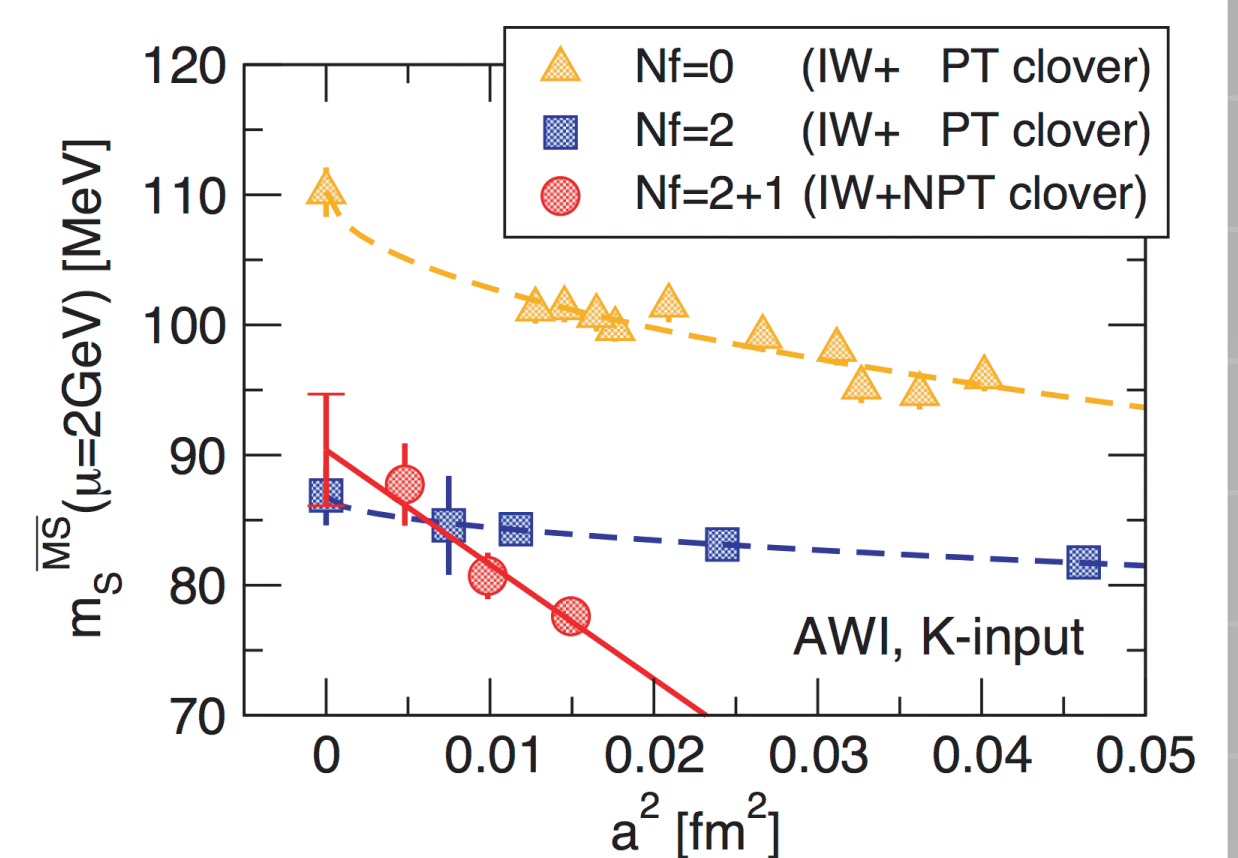 Nf=0 (IW+ PT clover)
Nf=2 (IW+ PT clover)
Nf=2+1 (IW+NPT clover)
m_S^{\overline{MS}}(μ=2GeV) [MeV]
120
110
100
90
80
70
AWI, K-input
0 0.01 0.02 0.03 0.04 0.05
a² [fm²]